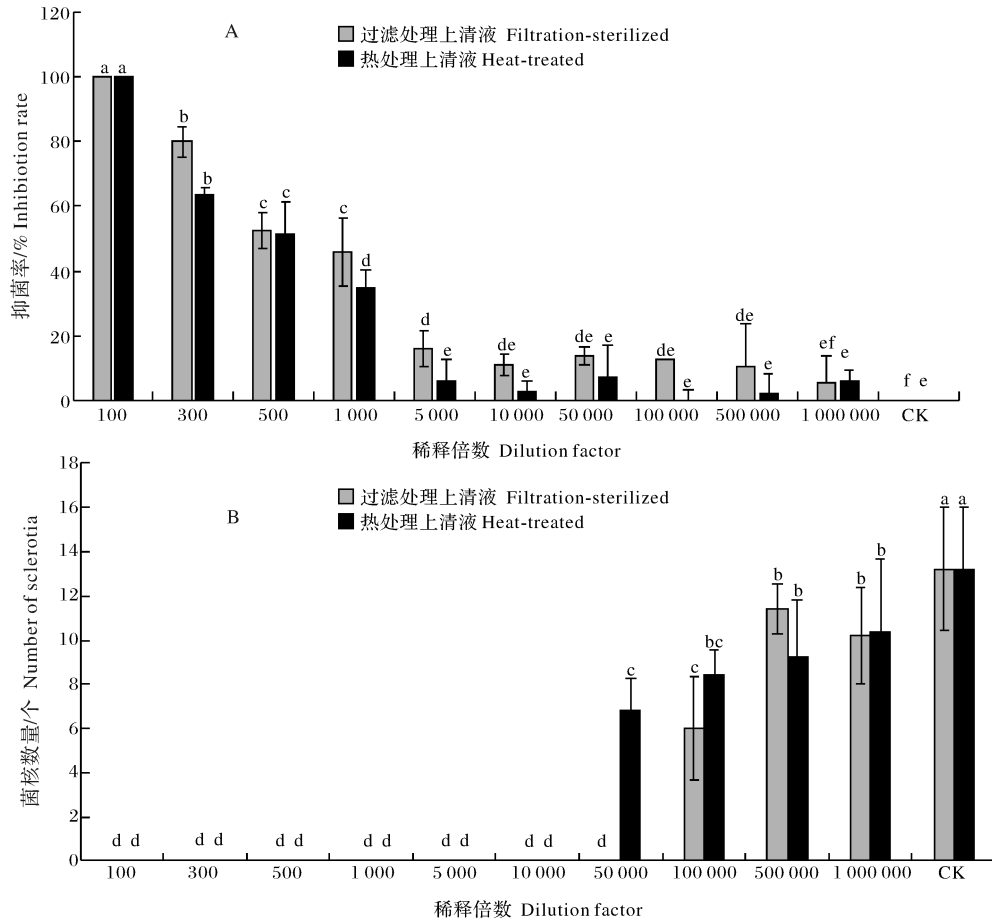 120
A
过滤处理上清液 Filtration-sterilized
热处理上清液 Heat-treated
a a
100
b
80
b
60
c c c
d
40
20
d e de e de e de e de e ef e f e
0
100 300 500 1 000 5 000 10 000 50 000 100 000 500 000 1 000 000 CK
抑菌率/% Inhibiotion rate
稀释倍数 Dilution factor
18
B
过滤处理上清液 Filtration-sterilized
热处理上清液 Heat-treated
16
a a
14
12
b b b b
10
8
c c bc
6
4
2
d d d d d d d d d d d d d
0
100 300 500 1 000 5 000 10 000 50 000 100 000 500 000 1 000 000 CK
菌核数量/个 Number of sclerotia
稀释倍数 Dilution factor